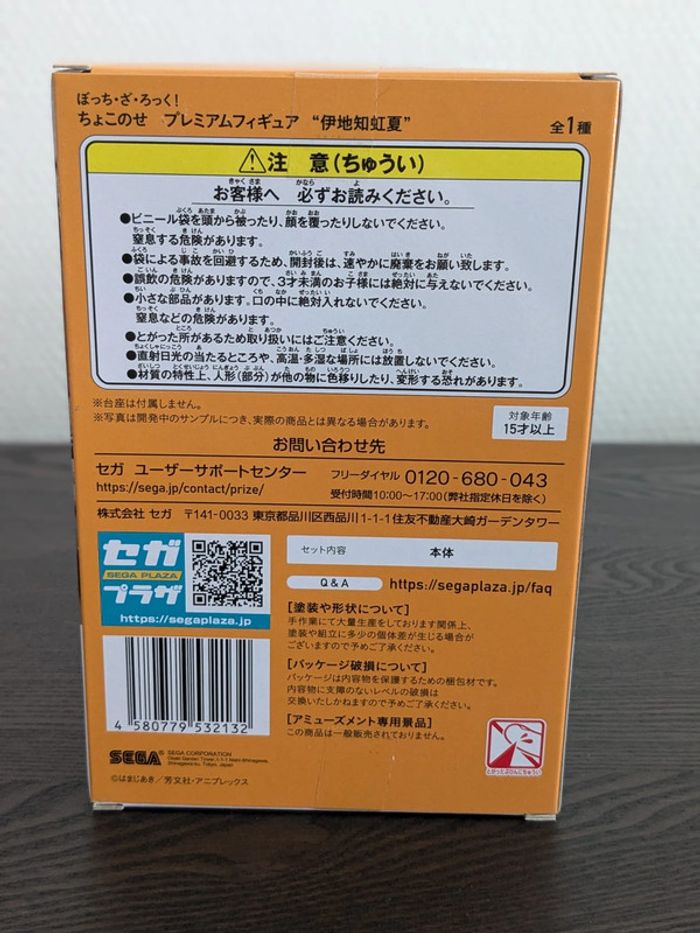 ぼっち・ざ・ろっく!
ちょこのせ プレミアムフィギュア “伊地知虹夏”
全1種
注 意(ちゅうい)
お客様へ 必ずお読みください。
●ビニール袋を頭から被ったり、顔を覆ったりしないでください。
窒息する危険があります。
●袋による事故を回避するため、開封後は、速やかに廃棄をお願い致します。
●誤飲の危険がありますので、3才未満のお子様には絶対に与えないでください。
●小さな部品があります。口の中に絶対入れないでください。
窒息などの危険があります。
●とがった所があるため取り扱いにはご注意ください。
●直射日光の当たるところや、高温・多湿な場所には放置しないでください。
●材質の特性上、人形(部分)が他の物に色移りしたり、変形する恐れがあります。
※台座は付属しません。
※写真は開発中のサンプルにつき、実際の商品とは異なる場合があります。
対象年齢
15才以上
お問い合わせ先
セガ ユーザーサポートセンター
https://sega.jp/contact/prize/
フリーダイヤル 0120-680-043
受付時間10:00~17:00(弊社指定休日を除く)
株式会社 セガ 〒141-0033 東京都品川区西品川1-1-1住友不動産大崎ガーデンタワー
セガ
SEGA PLAZA
プラザ
https://segaplaza.jp
セット内容 本体
Q & A https://segaplaza.jp/faq
[塗装や形状について]
手作業にて大量生産をしております関係上、
塗装や組立に多少の個体差が生じる場合が
ございますので予めご了承ください。
[パッケージ破損について]
パッケージは内容物を保護するための梱包材です。
内容物に支障のないレベルの破損は
交換いたしかねますので予めご了承ください。
[アミューズメント専用景品]
この商品は一般販売されておりません。
4 580779 532132
SEGA
SEGA CORPORATION
Osaki Garden Tower, 1-1-1 Nishi-Shinagawa,
Shinagawa-ku, Tokyo, Japan
©はまじあき/芳文社・アニプレックス
とがったぶひんにちゅうい